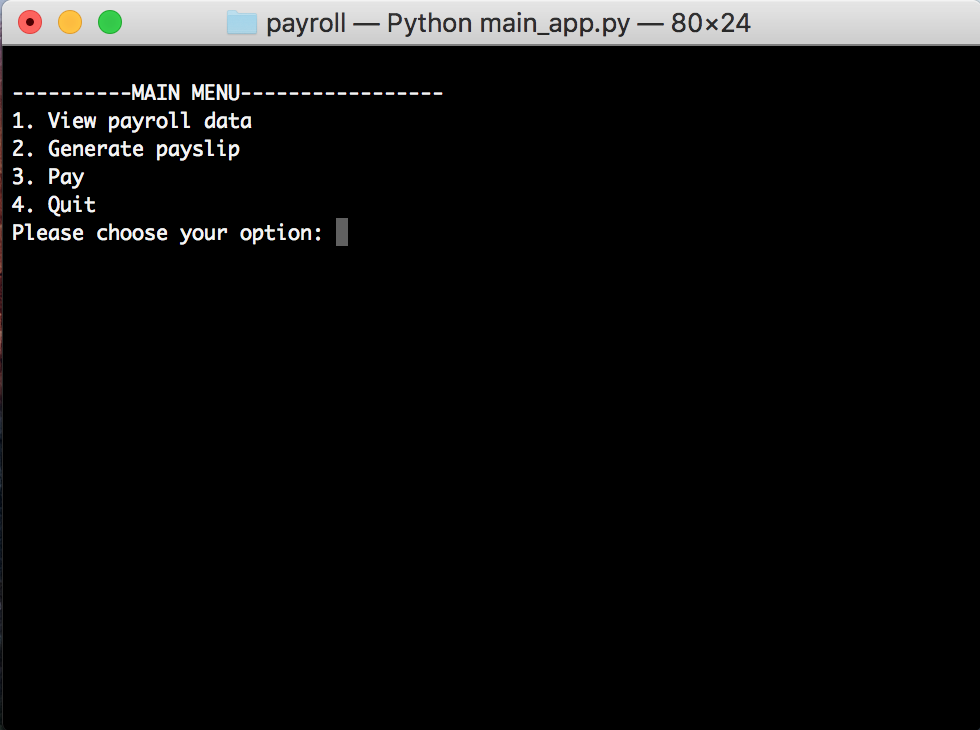 payroll — Python main_app.py — 80×24
----------MAIN MENU-----------------
1. View payroll data
2. Generate payslip
3. Pay
4. Quit
Please choose your option: